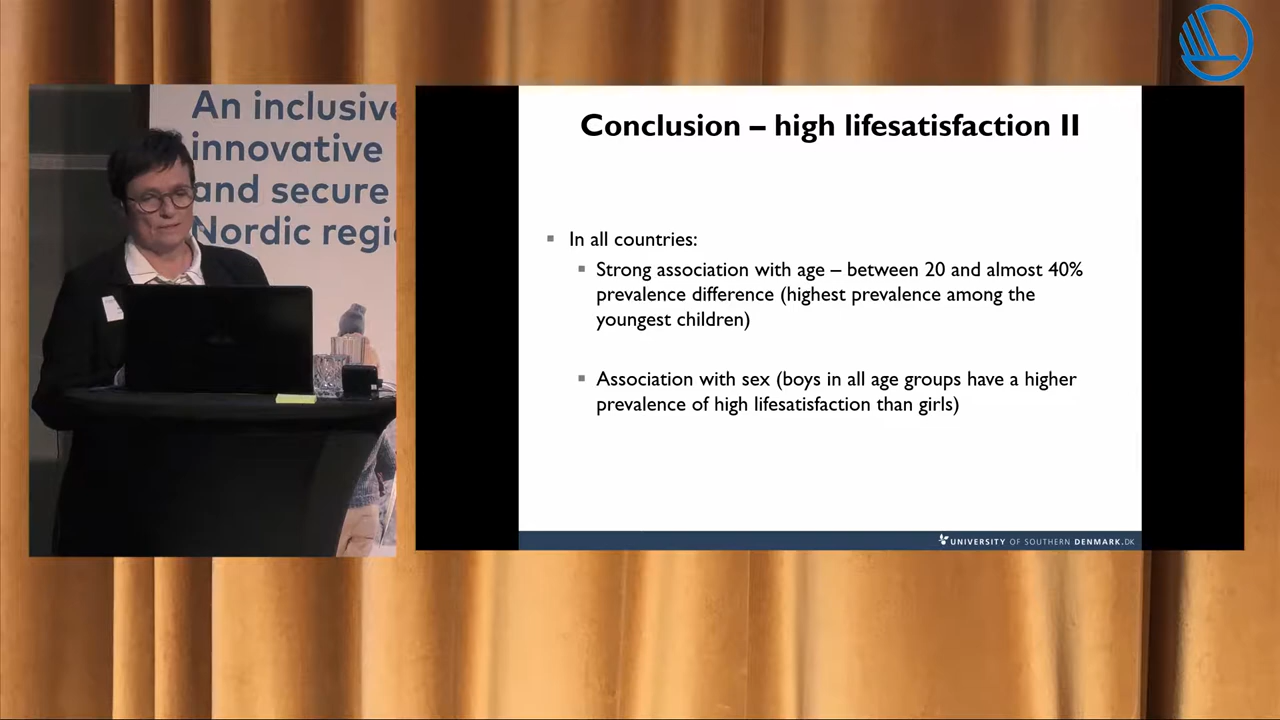 An inclusive
innovative
and secure
Nordic regi
Conclusion – high lifesatisfaction II
In all countries:
Strong association with age – between 20 and almost 40%
prevalence difference (highest prevalence among the
youngest children)
Association with sex (boys in all age groups have a higher
prevalence of high lifesatisfaction than girls)
UNIVERSITY OF SOUTHERN DENMARK.DK